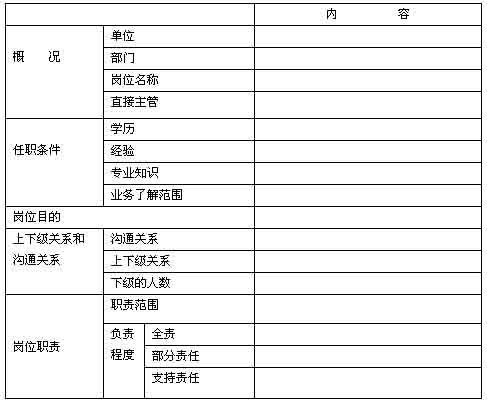 内 容
概 况
单位
部门
岗位名称
直接主管
任职条件
学历
经验
专业知识
业务了解范围
岗位目的
上下级关系和
沟通关系
沟通关系
上下级关系
下级的人数
岗位职责
职责范围
负责
程度
全责
部分责任
支持责任